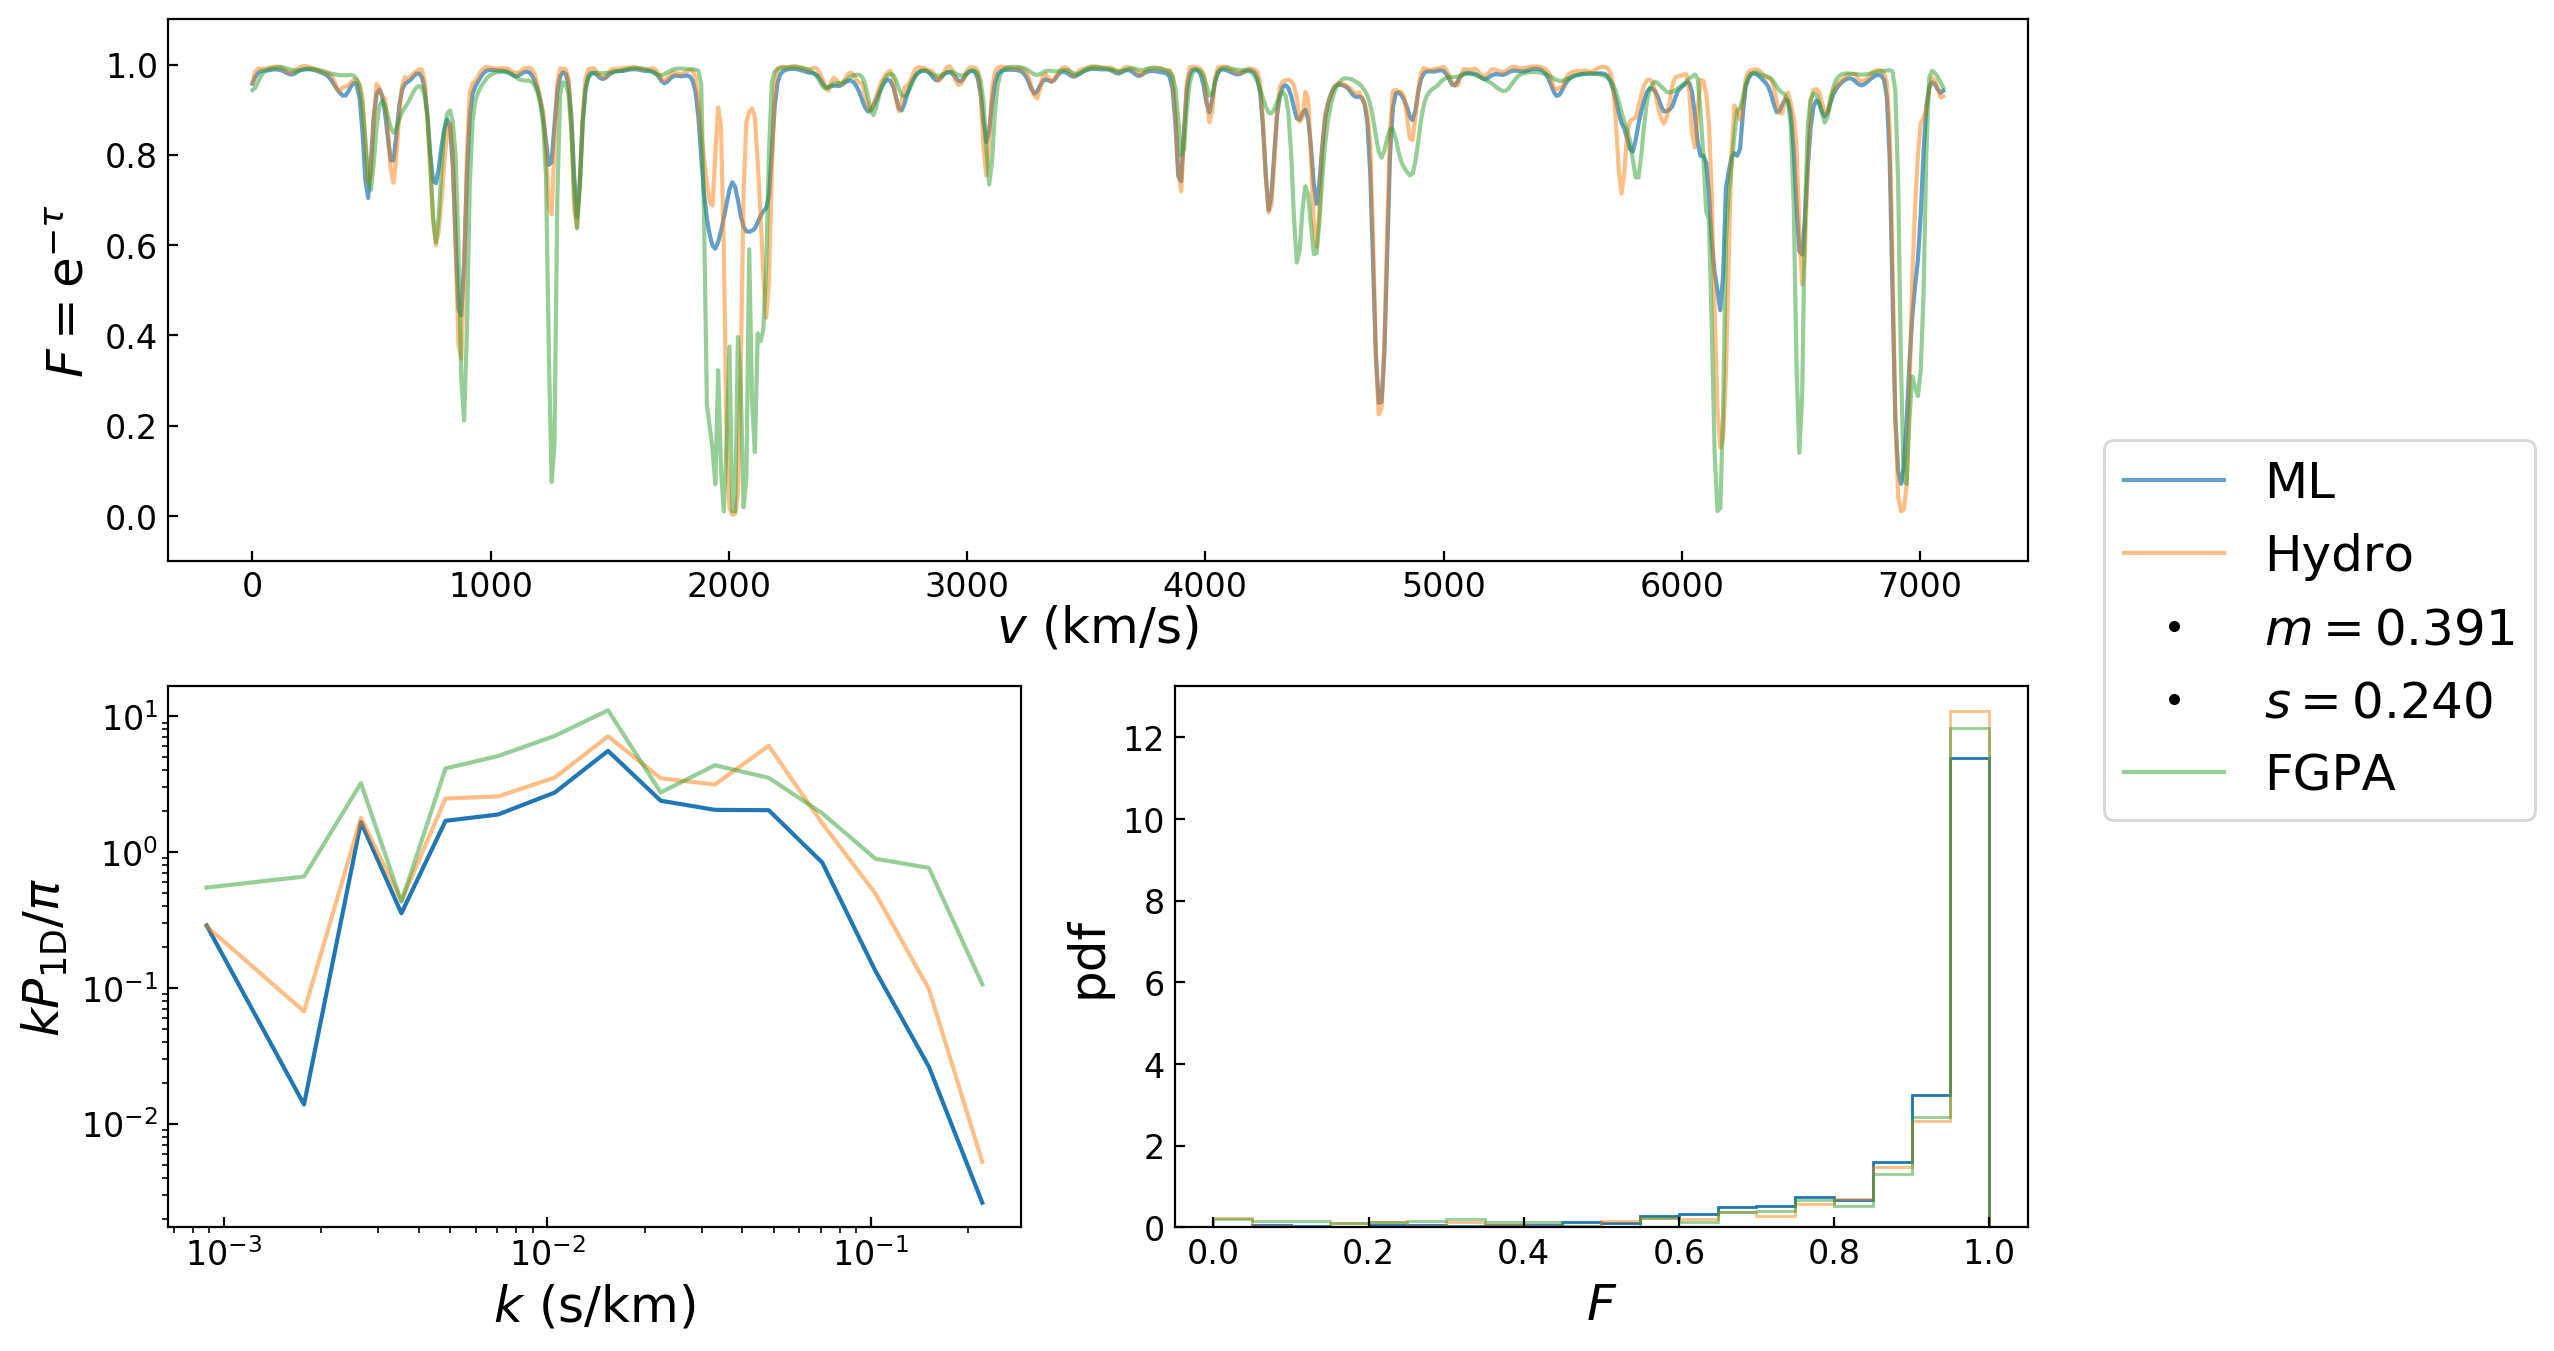 1.0
0.8
0.6
0.4
0.2
0.0
F = e^{-τ}
0 1000 2000 3000 4000 5000 6000 7000
v (km/s)
ML
Hydro
m = 0.391
s = 0.240
FGPA
10^1
10^0
10^{-1}
10^{-2}
kP_{1D}/π
10^{-3} 10^{-2} 10^{-1}
k (s/km)
12
10
8
6
4
2
0
pdf
0.0 0.2 0.4 0.6 0.8 1.0
F